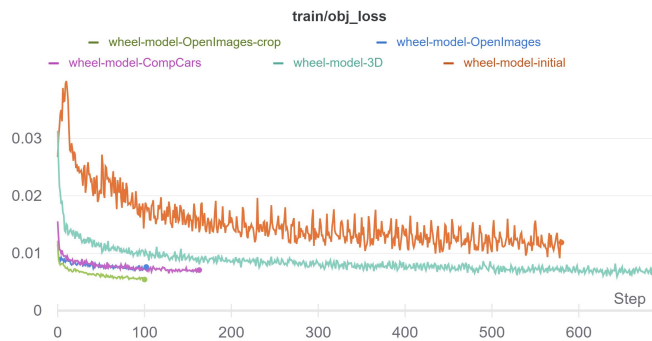 train/obj_loss
wheel-model-OpenImages-crop wheel-model-OpenImages
wheel-model-CompCars wheel-model-3D wheel-model-initial
0.03
0.02
0.01
0
Step
0 100 200 300 400 500 600